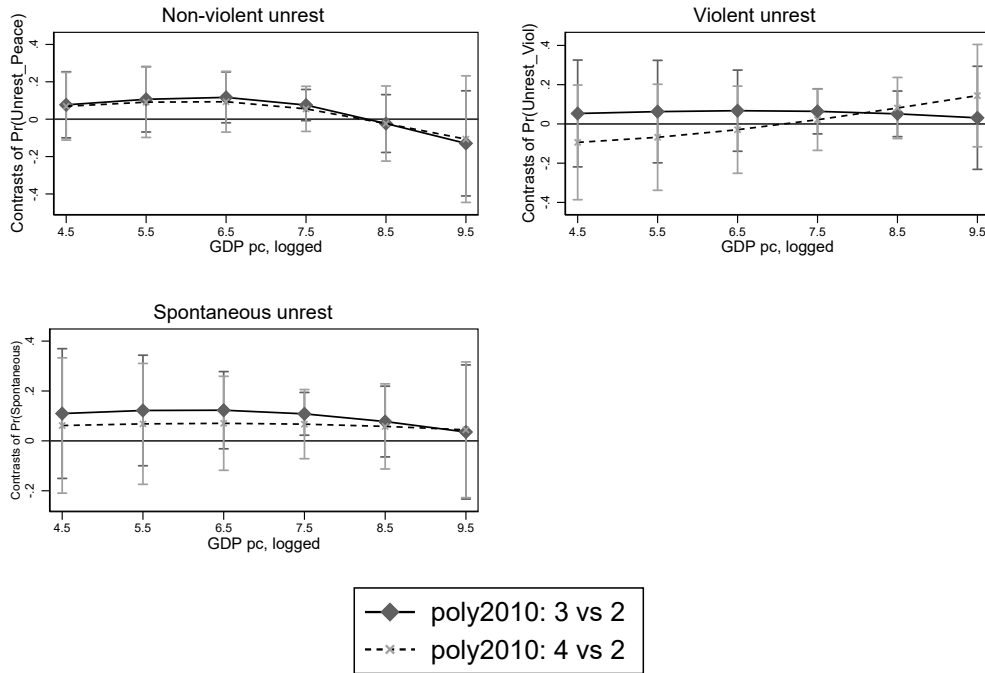 Non-violent unrest
Contrasts of Pr(Unrest_Peace)
.4
.2
0
-.2
-.4
4.5 5.5 6.5 7.5 8.5 9.5
GDP pc, logged
Violent unrest
Contrasts of Pr(Unrest_Viol)
.4
.2
0
-.2
-.4
4.5 5.5 6.5 7.5 8.5 9.5
GDP pc, logged
Spontaneous unrest
Contrasts of Pr(Spontaneous)
.4
.2
0
-.2
4.5 5.5 6.5 7.5 8.5 9.5
GDP pc, logged
poly2010: 3 vs 2
poly2010: 4 vs 2